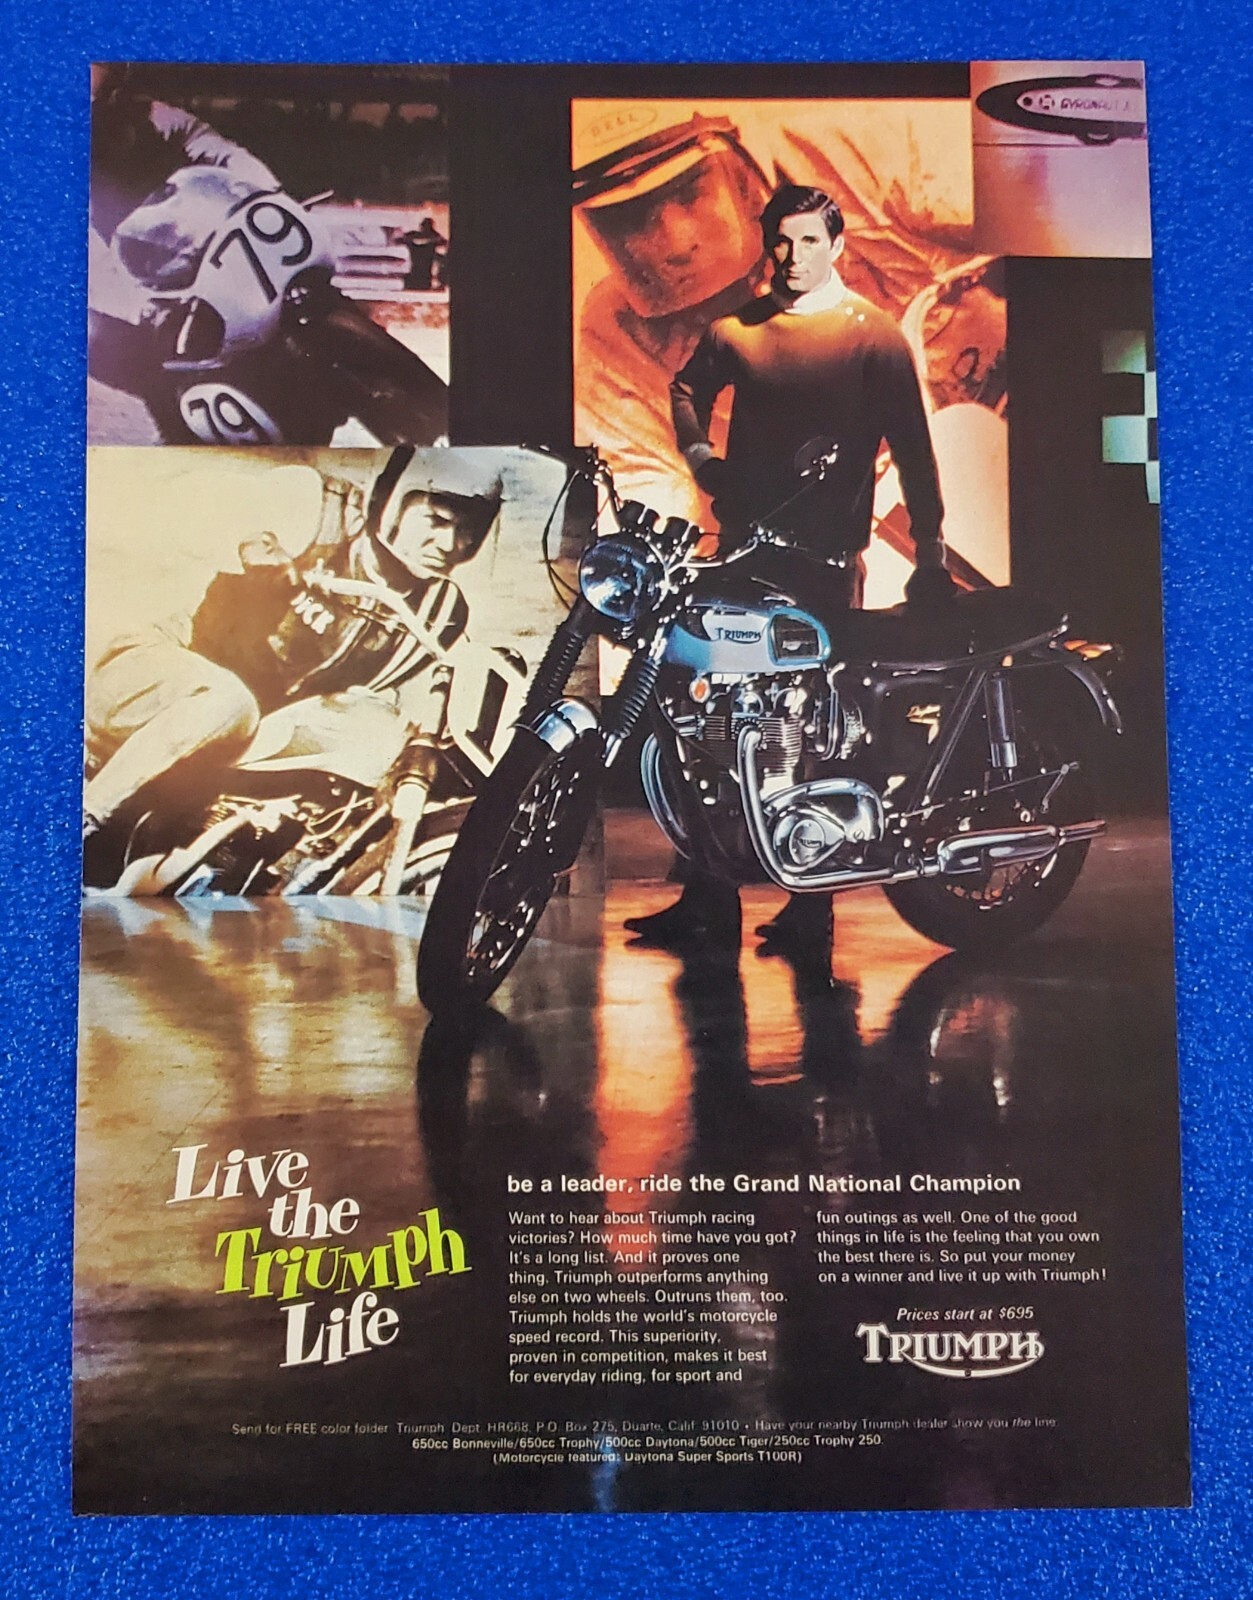 BELL
GYRONAUT X
79
79
TRIUMPH
TRIUMPH
Live
the
Triumph
Life
be a leader, ride the Grand National Champion
Want to hear about Triumph racing
victories? How much time have you got?
It's a long list. And it proves one
thing. Triumph outperforms anything
else on two wheels. Outruns them, too.
Triumph holds the world's motorcycle
speed record. This superiority,
proven in competition, makes it best
for everyday riding, for sport and
fun outings as well. One of the good
things in life is the feeling that you own
the best there is. So put your money
on a winner and live it up with Triumph!
Prices start at $695
TRIUMPH
Send for FREE color folder Triumph Dept. HR668, P.O. Box 275, Duarte, Calif. 91010 • Have your nearby Triumph dealer show you the line
650cc Bonneville/650cc Trophy/500cc Daytona/500cc Tiger/250cc Trophy 250.
(Motorcycle featured: Daytona Super Sports T100R)